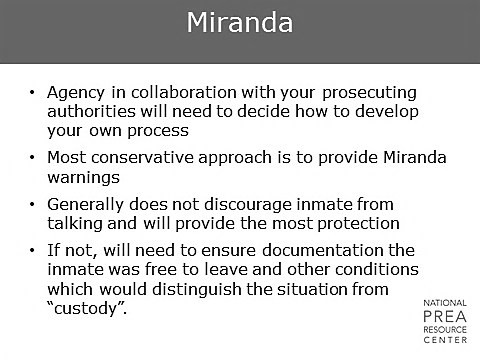 Miranda
• Agency in collaboration with your prosecuting
authorities will need to decide how to develop
your own process
• Most conservative approach is to provide Miranda
warnings
• Generally does not discourage inmate from
talking and will provide the most protection
• If not, will need to ensure documentation the
inmate was free to leave and other conditions
which would distinguish the situation from
“custody”.
NATIONAL
PREA
RESOURCE
CENTER